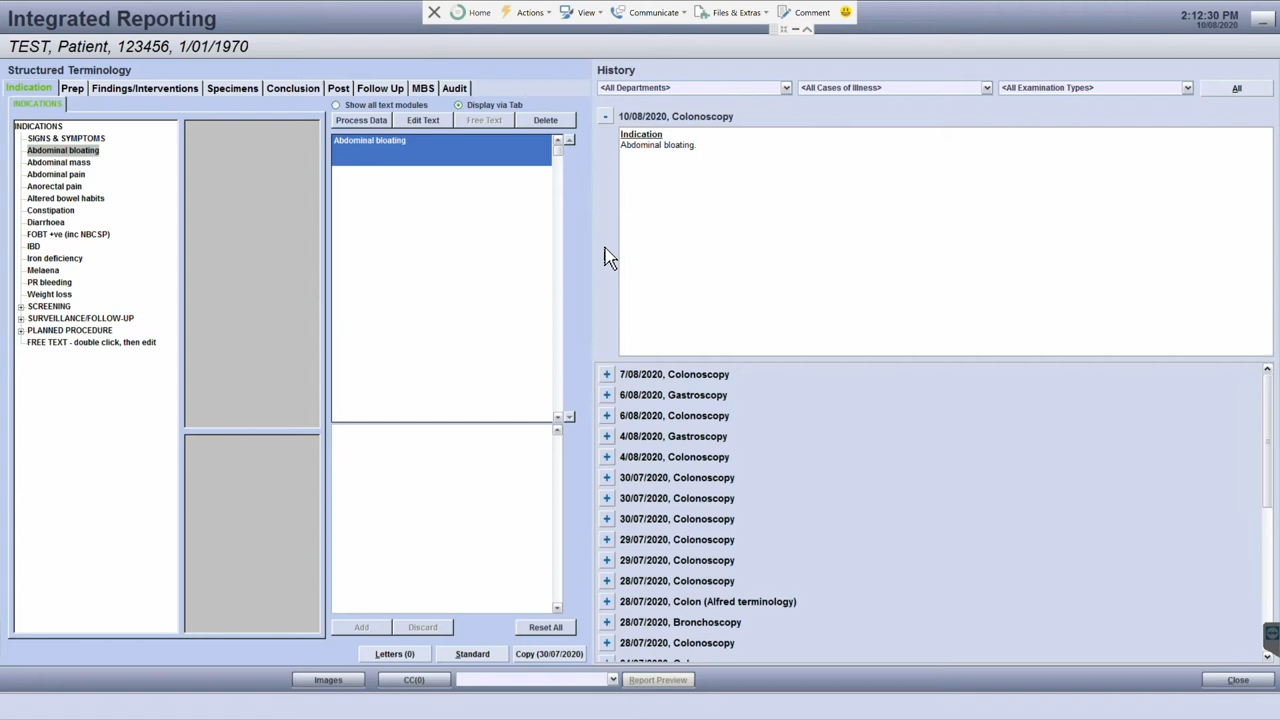 Integrated Reporting
Home
Actions
View
Communicate
Files & Extras
Comment
2:12:30 PM
10/08/2020
TEST, Patient, 123456, 1/01/1970
Structured Terminology
Indication
Prep
Findings/Interventions
Specimens
Conclusion
Post
Follow Up
MBS
Audit
INDICATIONS
Show all text modules
Display via Tab
Process Data
Edit Text
Free Text
Delete
INDICATIONS
SIGNS & SYMPTOMS
Abdominal bloating
Abdominal mass
Abdominal pain
Anorectal pain
Altered bowel habits
Constipation
Diarrhoea
FOBT +ve (inc NBCSP)
IBD
Iron deficiency
Melaena
PR bleeding
Weight loss
SCREENING
SURVEILLANCE/FOLLOW-UP
PLANNED PROCEDURE
FREE TEXT - double click, then edit
Abdominal bloating
Add
Discard
Reset All
Letters (0)
Standard
Copy (30/07/2020)
History
<All Departments>
<All Cases of Illness>
<All Examination Types>
All
10/08/2020, Colonoscopy
Indication
Abdominal bloating.
7/08/2020, Colonoscopy
6/08/2020, Gastroscopy
6/08/2020, Colonoscopy
4/08/2020, Gastroscopy
4/08/2020, Colonoscopy
30/07/2020, Colonoscopy
30/07/2020, Colonoscopy
30/07/2020, Colonoscopy
29/07/2020, Colonoscopy
29/07/2020, Colonoscopy
28/07/2020, Colonoscopy
28/07/2020, Colon (Alfred terminology)
28/07/2020, Bronchoscopy
28/07/2020, Colonoscopy
Images
CC(0)
Report Preview
Close